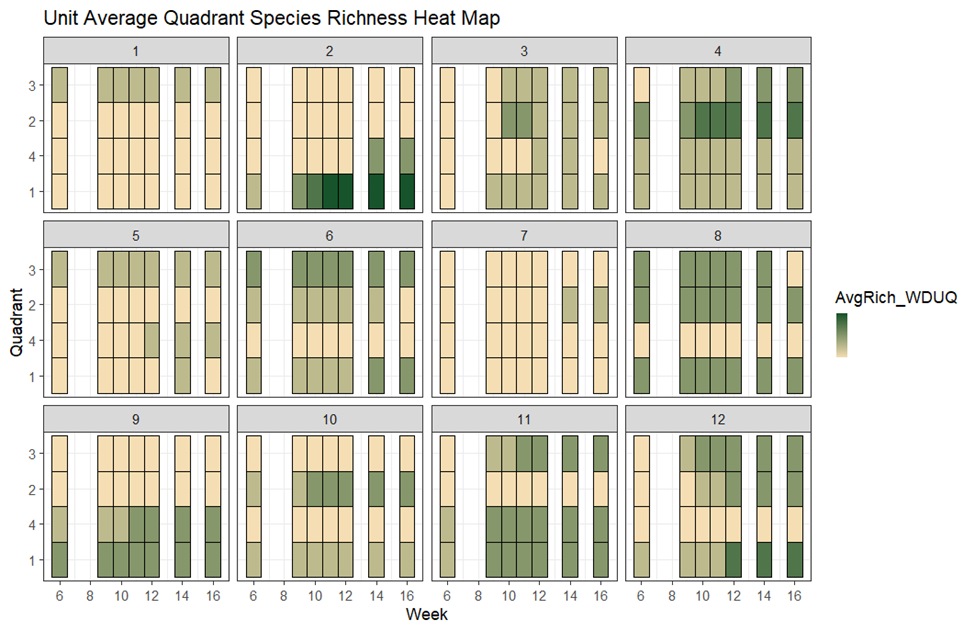 Unit Average Quadrant Species Richness Heat Map
1 2 3 4
3
2
4
1
5 6 7 8
3
2
4
1
9 10 11 12
3
2
4
1
6 8 10 12 14 16 6 8 10 12 14 16 6 8 10 12 14 16 6 8 10 12 14 16
Quadrant
Week
AvgRich_WDUQ